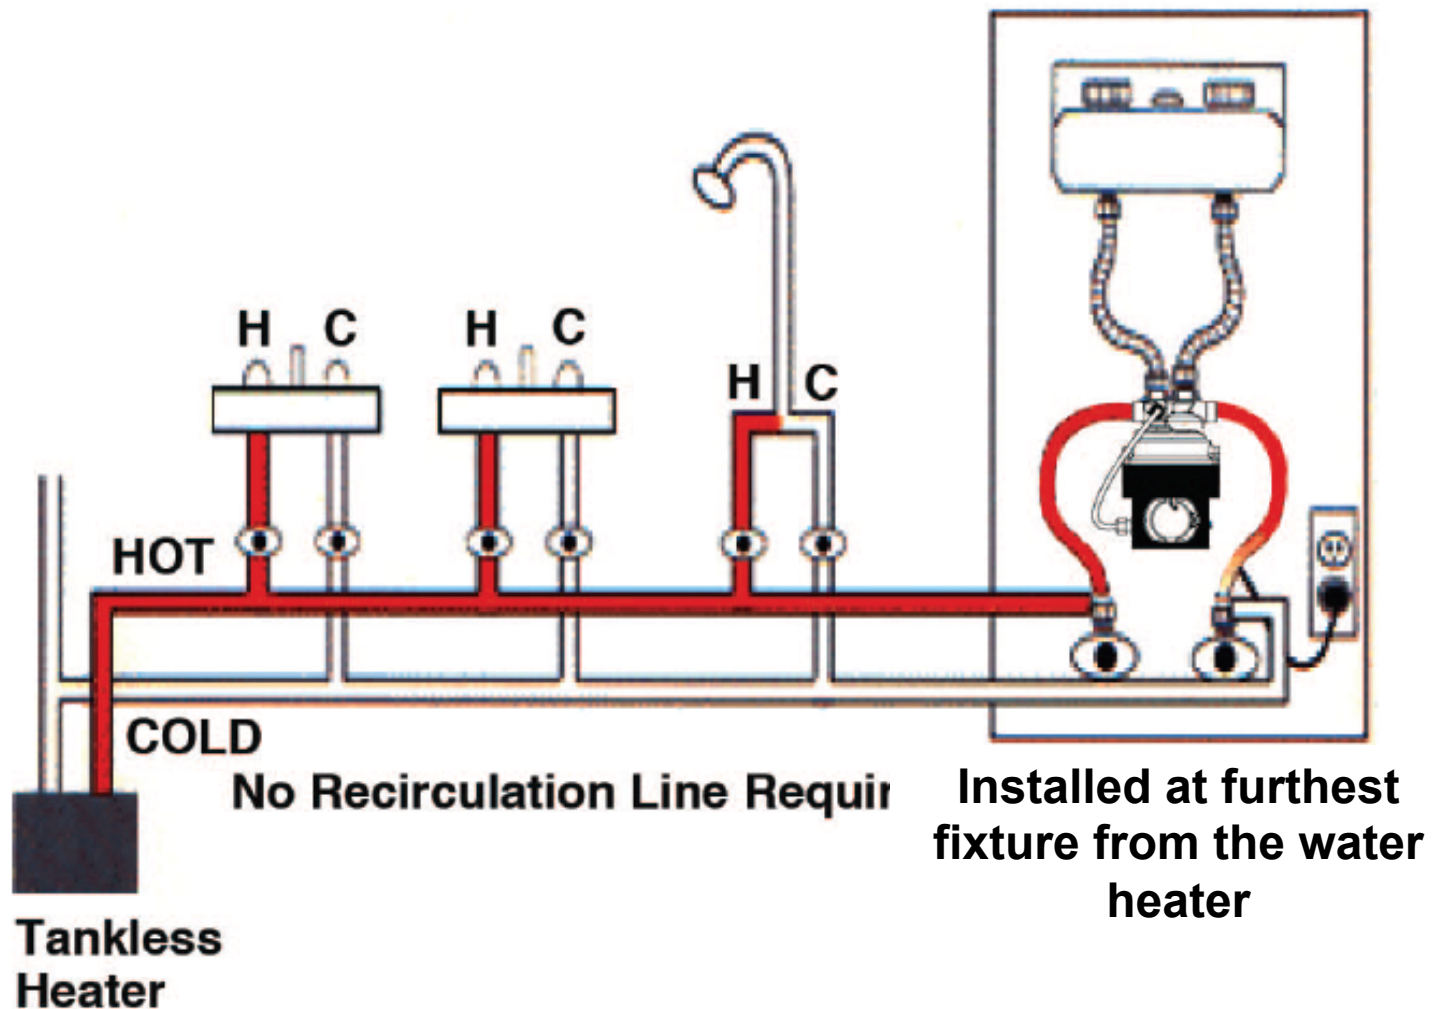 H C
H C
H C
HOT
COLD
No Recirculation Line Requir
Installed at furthest
fixture from the water
heater
Tankless
Heater